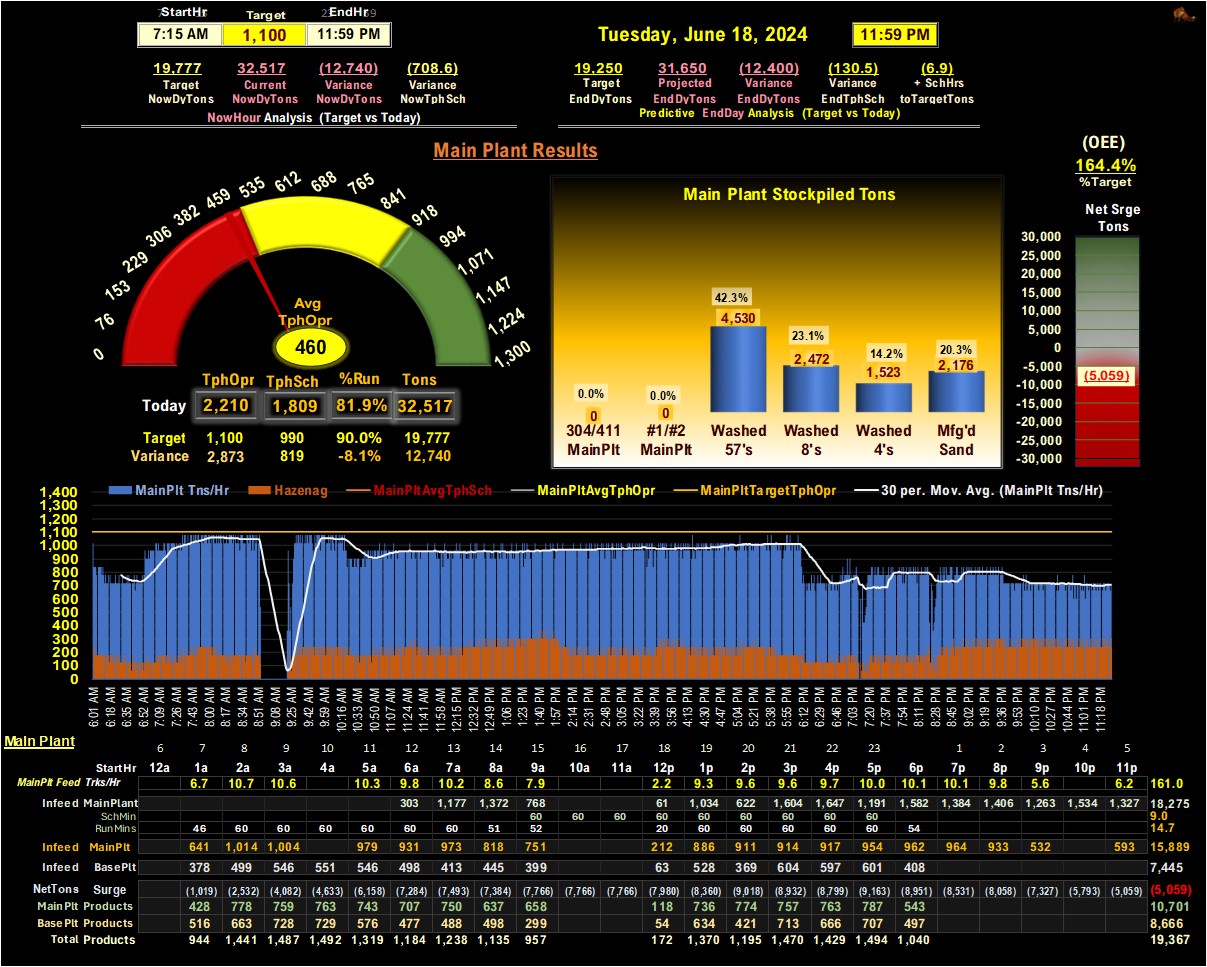 StartHr Target EndHr
7:15 AM 1,100 11:59 PM
Tuesday, June 18, 2024 11:59 PM
19,777 32,517 (12,740) (708.6)
Target Current Variance Variance
NowDyTons NowDyTons NowDyTons NowTphSch
NowHour Analysis (Target vs Today)
19,250 31,650 (12,400) (130.5) (6.9)
Target Projected Variance Variance + SchHrs
EndDyTons EndDyTons EndDyTons EndTphSch toTargetTons
Predictive EndDay Analysis (Target vs Today)
Main Plant Results
(OEE)
164.4%
%Target
0 76 153 229 306 382 459 535 612 688 765 841 918 994 1,071 1,147 1,224 1,300
Avg
TphOpr
460
TphOpr TphSch %Run Tons
Today 2,210 1,809 81.9% 32,517
Target 1,100 990 90.0% 19,777
Variance 2,873 819 -8.1% 12,740
Main Plant Stockpiled Tons
42.3%
4,530
23.1%
2,472
14.2%
1,523
20.3%
2,176
0.0% 0.0%
0 0
304/411 #1/#2 Washed Washed Washed Mfg'd
MainPlt MainPlt 57's 8's 4's Sand
Net Srge
Tons
30,000
25,000
20,000
15,000
10,000
5,000
0
-5,000
(5,059)
-10,000
-15,000
-20,000
-25,000
-30,000
MainPlt Tns/Hr Hazenag MainPltAvgTphSch MainPltAvgTphOpr MainPltTargetTphOpr 30 per. Mov. Avg. (MainPlt Tns/Hr)
1,400
1,300
1,200
1,100
1,000
900
800
700
600
500
400
300
200
100
0
6:01 AM 6:18 AM 6:35 AM 6:52 AM 7:09 AM 7:26 AM 7:43 AM 8:00 AM 8:17 AM 8:34 AM 8:51 AM 9:08 AM 9:25 AM 9:42 AM 9:59 AM 10:16 AM 10:33 AM 10:50 AM 11:07 AM 11:24 AM 11:41 AM 11:58 AM 12:15 PM 12:32 PM 12:49 PM 1:06 PM 1:23 PM 1:40 PM 1:57 PM 2:14 PM 2:31 PM 2:48 PM 3:05 PM 3:22 PM 3:39 PM 3:56 PM 4:13 PM 4:30 PM 4:47 PM 5:04 PM 5:21 PM 5:38 PM 5:55 PM 6:12 PM 6:29 PM 6:46 PM 7:03 PM 7:20 PM 7:37 PM 7:54 PM 8:11 PM 8:28 PM 8:45 PM 9:02 PM 9:19 PM 9:36 PM 9:53 PM 10:10 PM 10:27 PM 10:44 PM 11:01 PM 11:18 PM
Main Plant
6 7 8 9 10 11 12 13 14 15 16 17 18 19 20 21 22 23 1 2 3 4 5
StartHr 12a 1a 2a 3a 4a 5a 6a 7a 8a 9a 10a 11a 12p 1p 2p 3p 4p 5p 6p 7p 8p 9p 10p 11p
MainPlt Feed Trks/Hr 6.7 10.7 10.6 10.3 9.8 10.2 8.6 7.9 2.2 9.3 9.6 9.6 9.7 10.0 10.1 10.1 9.8 5.6 6.2 161.0
Infeed MainPlant 303 1,177 1,372 768 61 1,034 622 1,604 1,647 1,191 1,582 1,384 1,406 1,263 1,534 1,327 18,275
SchMin 60 60 60 60 60 60 60 60 60 9.0
RunMins 46 60 60 60 60 60 60 51 52 20 60 60 60 60 60 54 14.7
Infeed MainPlt 641 1,014 1,004 979 931 973 818 751 212 886 911 914 917 954 962 964 933 532 593 15,889
Infeed BasePlt 378 499 546 551 546 498 413 445 399 63 528 369 604 597 601 408 7,445
NetTons Surge (1,019) (2,532) (4,082) (4,633) (6,158) (7,284) (7,493) (7,384) (7,766) (7,766) (7,766) (7,980) (8,360) (9,018) (8,932) (8,799) (9,163) (8,951) (8,531) (8,058) (7,327) (5,793) (5,059) (5,059)
MainPlt Products 428 778 759 763 743 707 750 637 658 118 736 774 757 763 787 543 10,701
BasePlt Products 516 663 728 729 576 477 488 498 299 54 634 421 713 666 707 497 8,666
Total Products 944 1,441 1,487 1,492 1,319 1,184 1,238 1,135 957 172 1,370 1,195 1,470 1,429 1,494 1,040 19,367